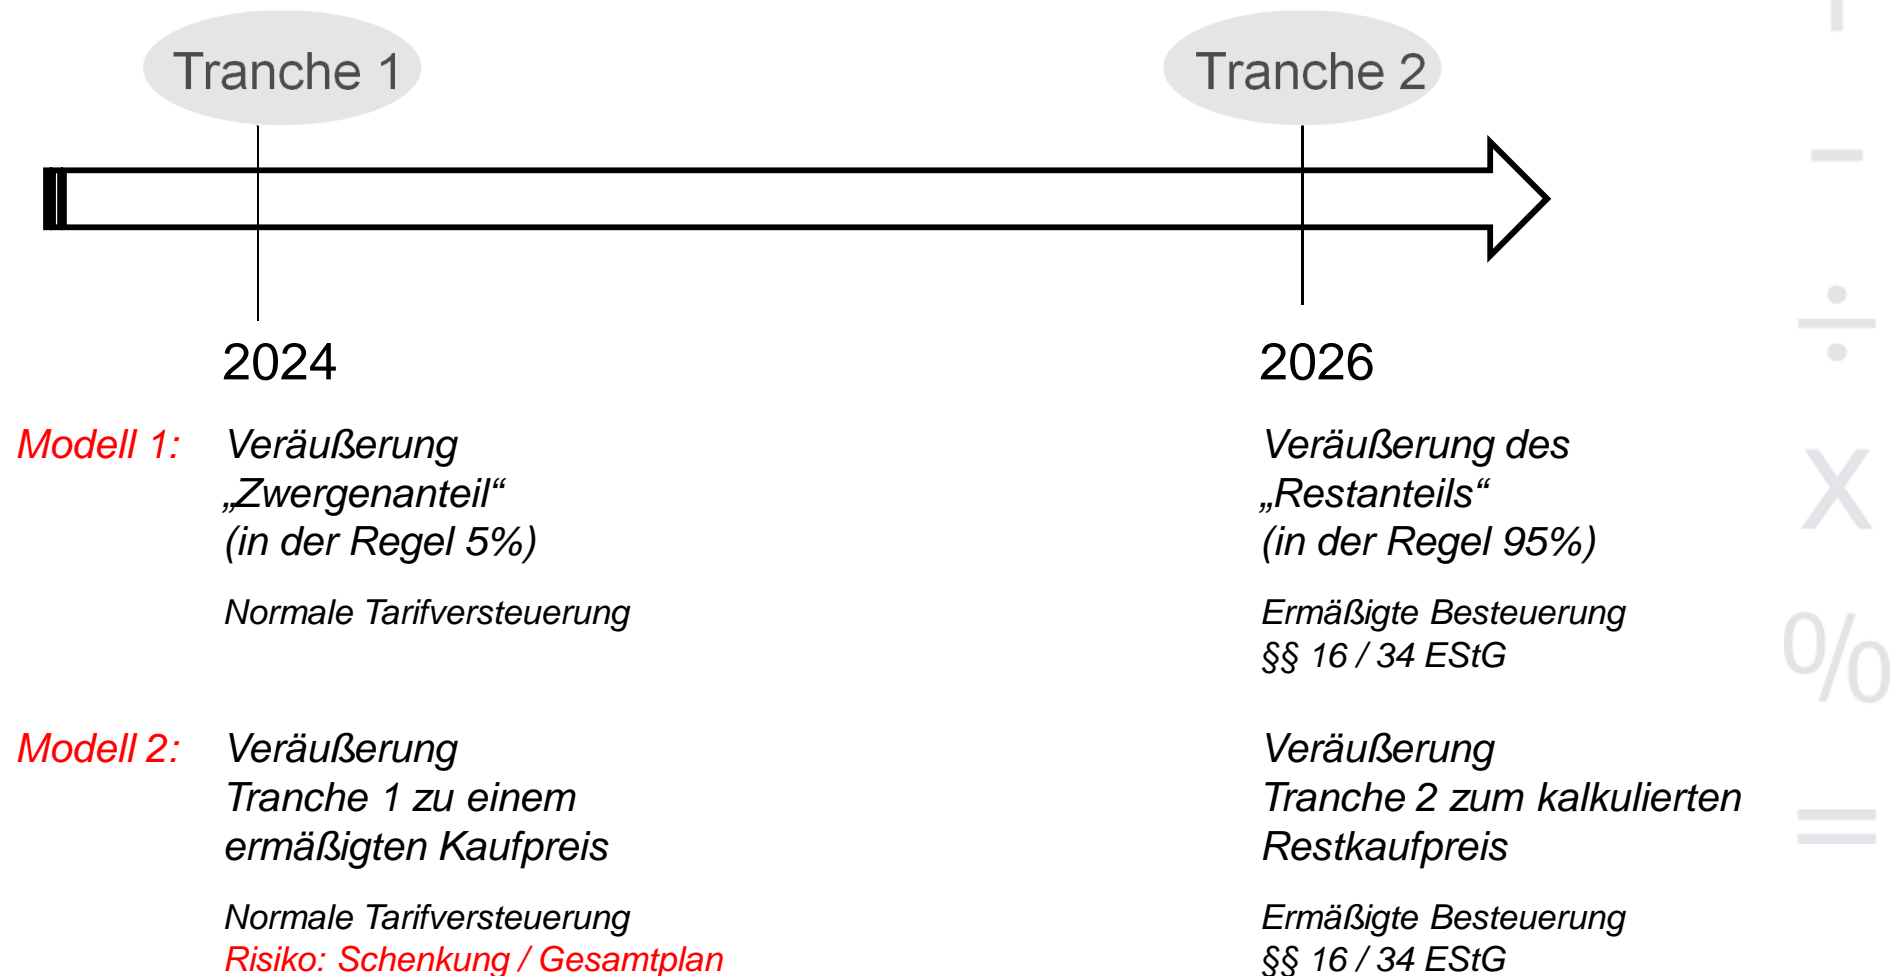 Tranche 1
Tranche 2
2024
2026
Modell 1:
Veräußerung
„Zwergenanteil“
(in der Regel 5%)
Normale Tarifversteuerung
Veräußerung des
„Restanteils“
(in der Regel 95%)
Ermäßigte Besteuerung
§§ 16 / 34 EStG
Modell 2:
Veräußerung
Tranche 1 zu einem
ermäßigten Kaufpreis
Normale Tarifversteuerung
Risiko: Schenkung / Gesamtplan
Veräußerung
Tranche 2 zum kalkulierten
Restkaufpreis
Ermäßigte Besteuerung
§§ 16 / 34 EStG
+
-
÷
x
%
=